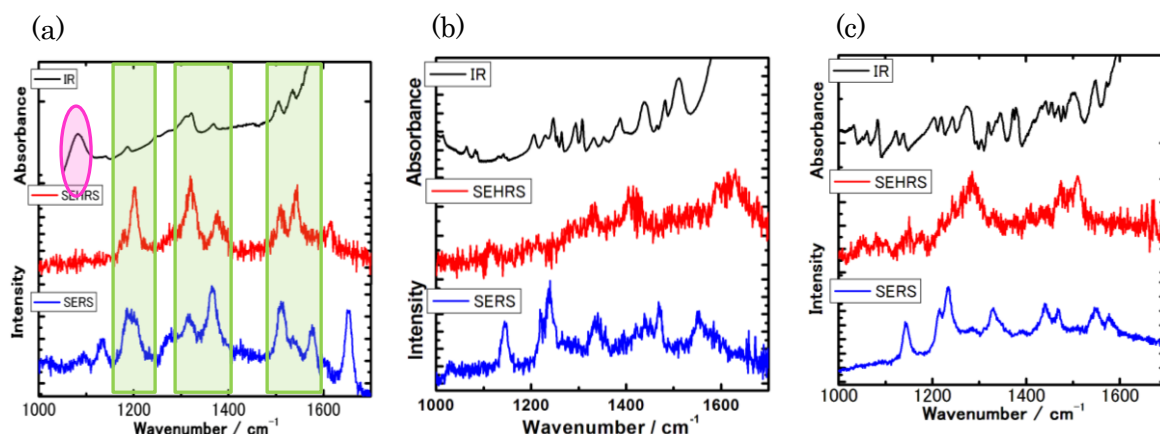 (a)
(b)
(c)
Absorbance
IR
SEHRS
Intensity
SERS
1000 1200 1400 1600
Wavenumber / cm⁻¹
Absorbance
IR
SEHRS
Intensity
SERS
1000 1200 1400 1600
Wavenumber / cm⁻¹
Absorbance
IR
SEHRS
Intensity
SERS
1000 1200 1400 1600
Wavenumber/ cm⁻¹